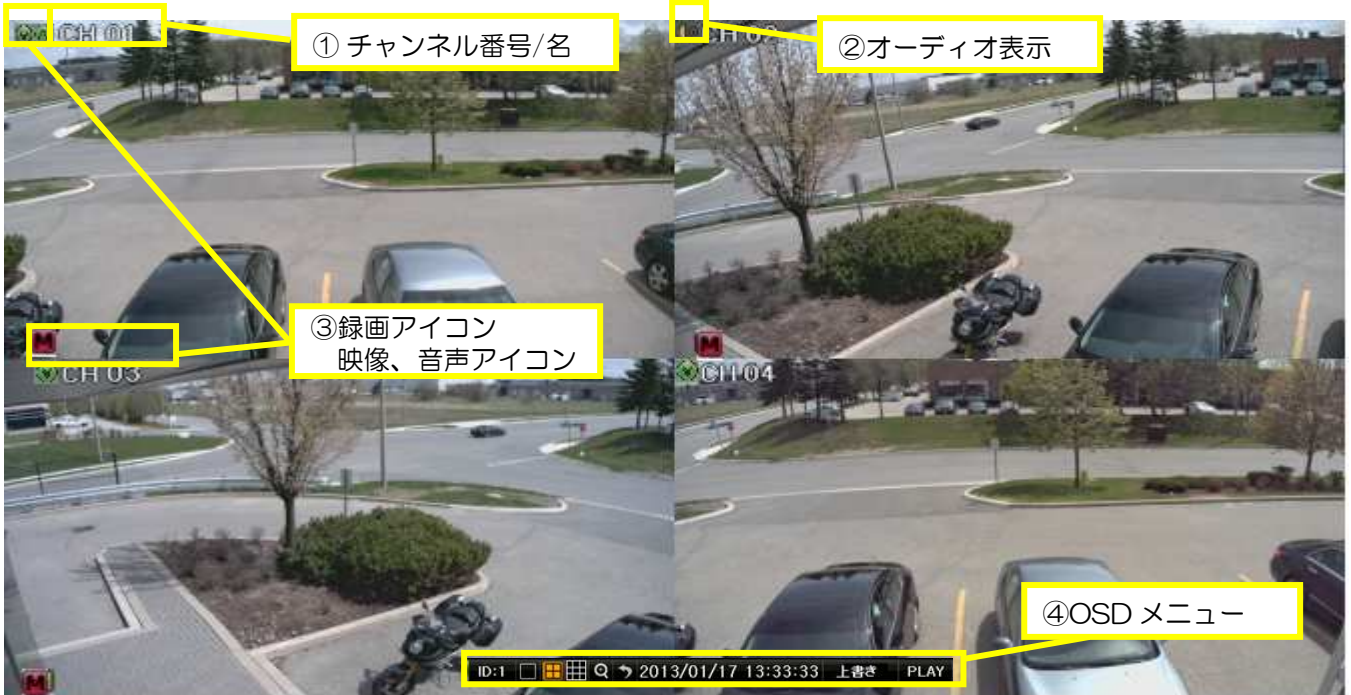 CH 01
① チャンネル番号/名
CH 02
②オーディオ表示
③録画アイコン
映像、音声アイコン
M
M
CH 03
CH 04
④OSD メニュー
M
ID:1 2013/01/17 13:33:33 上書き PLAY